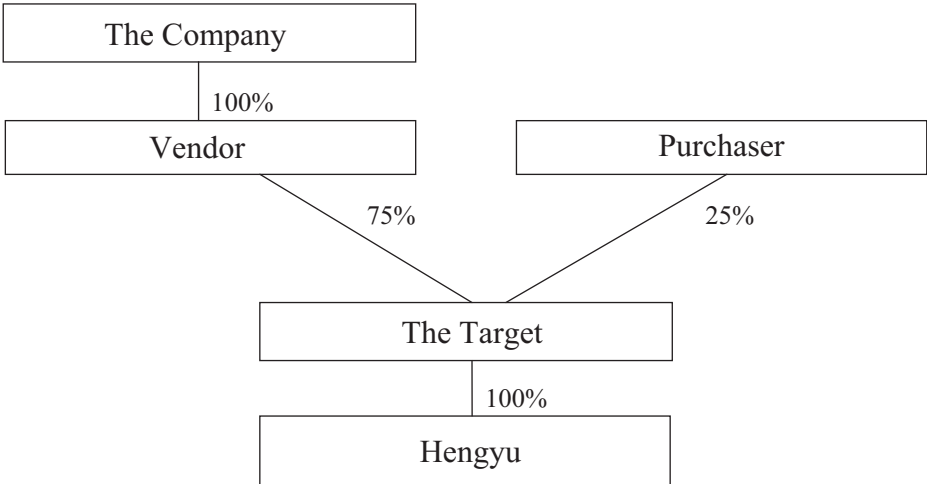 The Company
100%
Vendor
Purchaser
75%
25%
The Target
100%
Hengyu